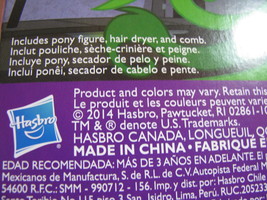 Includes pony figure, hair dryer, and comb.
Inclut pouliche, sèche-crinière et peigne.
Incluye pony, secador de pelo y peine.
Inclui pônei, secador de cabelo e pente.
Product and colors may vary. Retain this
Le produit et les couleurs peuvent varier
© 2014 Hasbro, Pawtucket, RI 02861-10
TM & ® denote U.S. Trademarks.
HASBRO CANADA, LONGUEUIL, Q
MADE IN CHINA • FABRIQUÉ E
Hasbro
EDAD RECOMENDADA: MÁS DE 3 AÑOS EN ADELANTE. El
Mexicanos de Manufactura, S. de R.L. de C.V. Autopista Federal M
54600 R.F.C.: SMM - 990712 - 156. Imp. y dist. por: Hasbro Chile